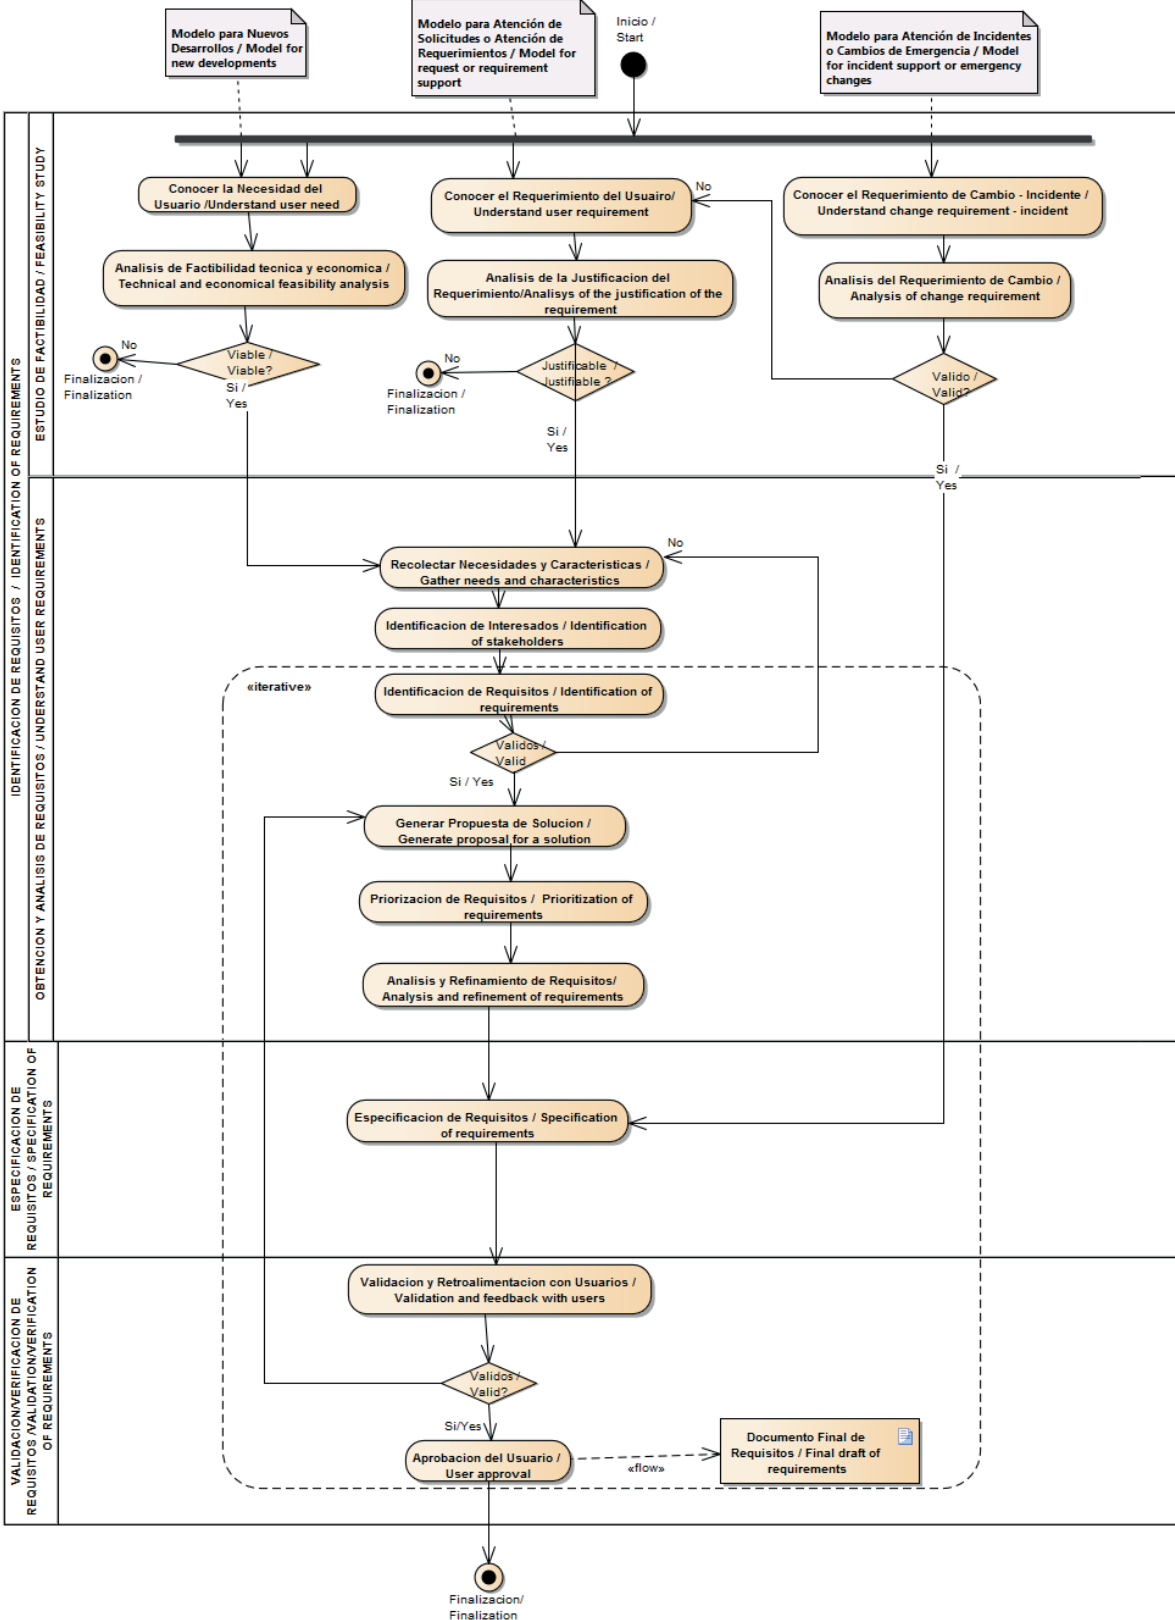 Modelo para Nuevos
Desarrollos / Model for
new developments
Modelo para Atención de
Solicitudes o Atención de
Requerimientos / Model for
request or requirement
support
Inicio /
Start
Modelo para Atención de Incidentes
o Cambios de Emergencia / Model
for incident support or emergency
changes
IDENTIFICACION DE REQUISITOS / IDENTIFICATION OF REQUIREMENTS
ESTUDIO DE FACTIBILIDAD / FEASIBILITY STUDY
Conocer la Necesidad del
Usuario /Understand user need
Conocer el Requerimiento del Usuairo/
Understand user requirement
No
Conocer el Requerimiento de Cambio - Incidente /
Understand change requirement - incident
Analisis de Factibilidad tecnica y economica /
Technical and economical feasibility analysis
Analisis de la Justificacion del
Requerimiento/Analisys of the justification of the
requirement
Analisis del Requerimiento de Cambio /
Analysis of change requirement
No
Viable /
Viable?
Finalizacion /
Finalization
Si /
Yes
No
Justificable /
Justifiable ?
Finalizacion /
Finalization
Si /
Yes
Valido /
Valid?
Si /
Yes
OBTENCION Y ANALISIS DE REQUISITOS / UNDERSTAND USER REQUIREMENTS
No
Recolectar Necesidades y Caracteristicas /
Gather needs and characteristics
Identificacion de Interesados / Identification
of stakeholders
«iterative»
Identificacion de Requisitos / Identification of
requirements
Validos /
Valid
Si / Yes
Generar Propuesta de Solucion /
Generate proposal for a solution
Priorizacion de Requisitos / Prioritization of
requirements
Analisis y Refinamiento de Requisitos/
Analysis and refinement of requirements
ESPECIFICACION DE
REQUISITOS / SPECIFICATION OF
REQUIREMENTS
Especificacion de Requisitos / Specification
of requirements
VALIDACION/VERIFICACION DE
REQUISITOS /VALIDATION/VERIFICATION
OF REQUIREMENTS
Validacion y Retroalimentacion con Usuarios /
Validation and feedback with users
Validos /
Valid?
Si/Yes
Aprobacion del Usuario /
User approval
«flow»
Documento Final de
Requisitos / Final draft of
requirements
Finalizacion/
Finalization